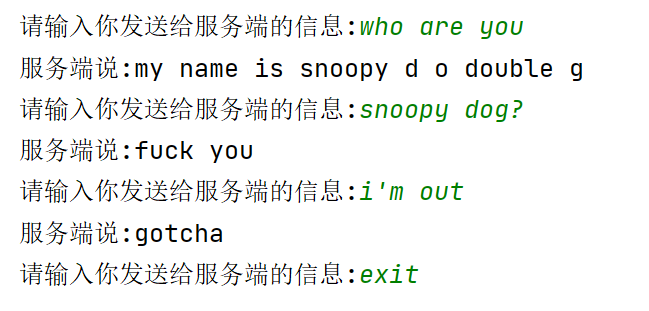 请输入你发送给服务端的信息:who are you
服务端说:my name is snoopy d o double g
请输入你发送给服务端的信息:snoopy dog?
服务端说:fuck you
请输入你发送给服务端的信息:i'm out
服务端说:gotcha
请输入你发送给服务端的信息:exit